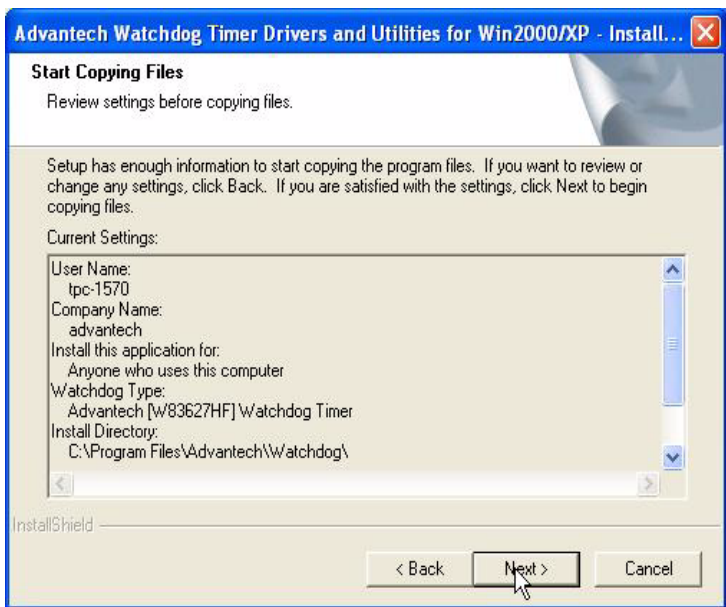 Advantech Watchdog Timer Drivers and Utilities for Win2000/XP - Install...
Start Copying Files
Review settings before copying files.
Setup has enough information to start copying the program files. If you want to review or
change any settings, click Back. If you are satisfied with the settings, click Next to begin
copying files.
Current Settings:
User Name:
tpc-1570
Company Name:
advantech
Install this application for:
Anyone who uses this computer
Watchdog Type:
Advantech [W83627HF] Watchdog Timer
Install Directory:
C:\Program Files\Advantech\Watchdog\
InstallShield
< Back
Next >
Cancel